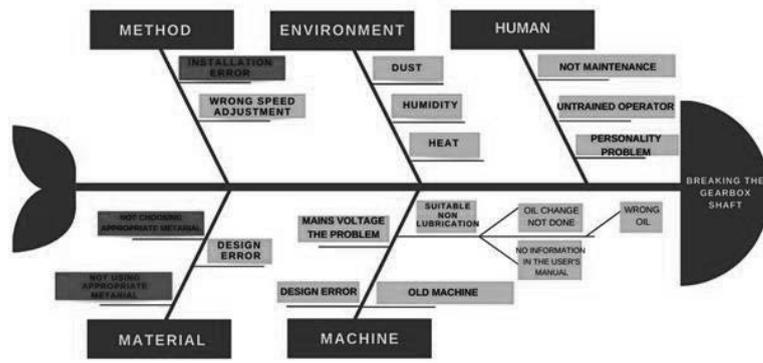 METHOD
ENVIRONMENT
HUMAN
INSTALLATION
ERROR
WRONG SPEED
ADJUSTMENT
DUST
HUMIDITY
HEAT
NOT MAINTENANCE
UNTRAINED OPERATOR
PERSONALITY
PROBLEM
BREAKING THE
GEARBOX
SHAFT
NOT CHOOSING
APPROPRIATE METARIAL
DESIGN
ERROR
NOT USING
APPROPRIATE
METARIAL
MAINS VOLTAGE
THE PROBLEM
SUITABLE
NON
LUBRICATION
OIL CHANGE
NOT DONE
WRONG
OIL
NO INFORMATION
IN THE USER'S
MANUAL
DESIGN ERROR
OLD MACHINE
MATERIAL
MACHINE